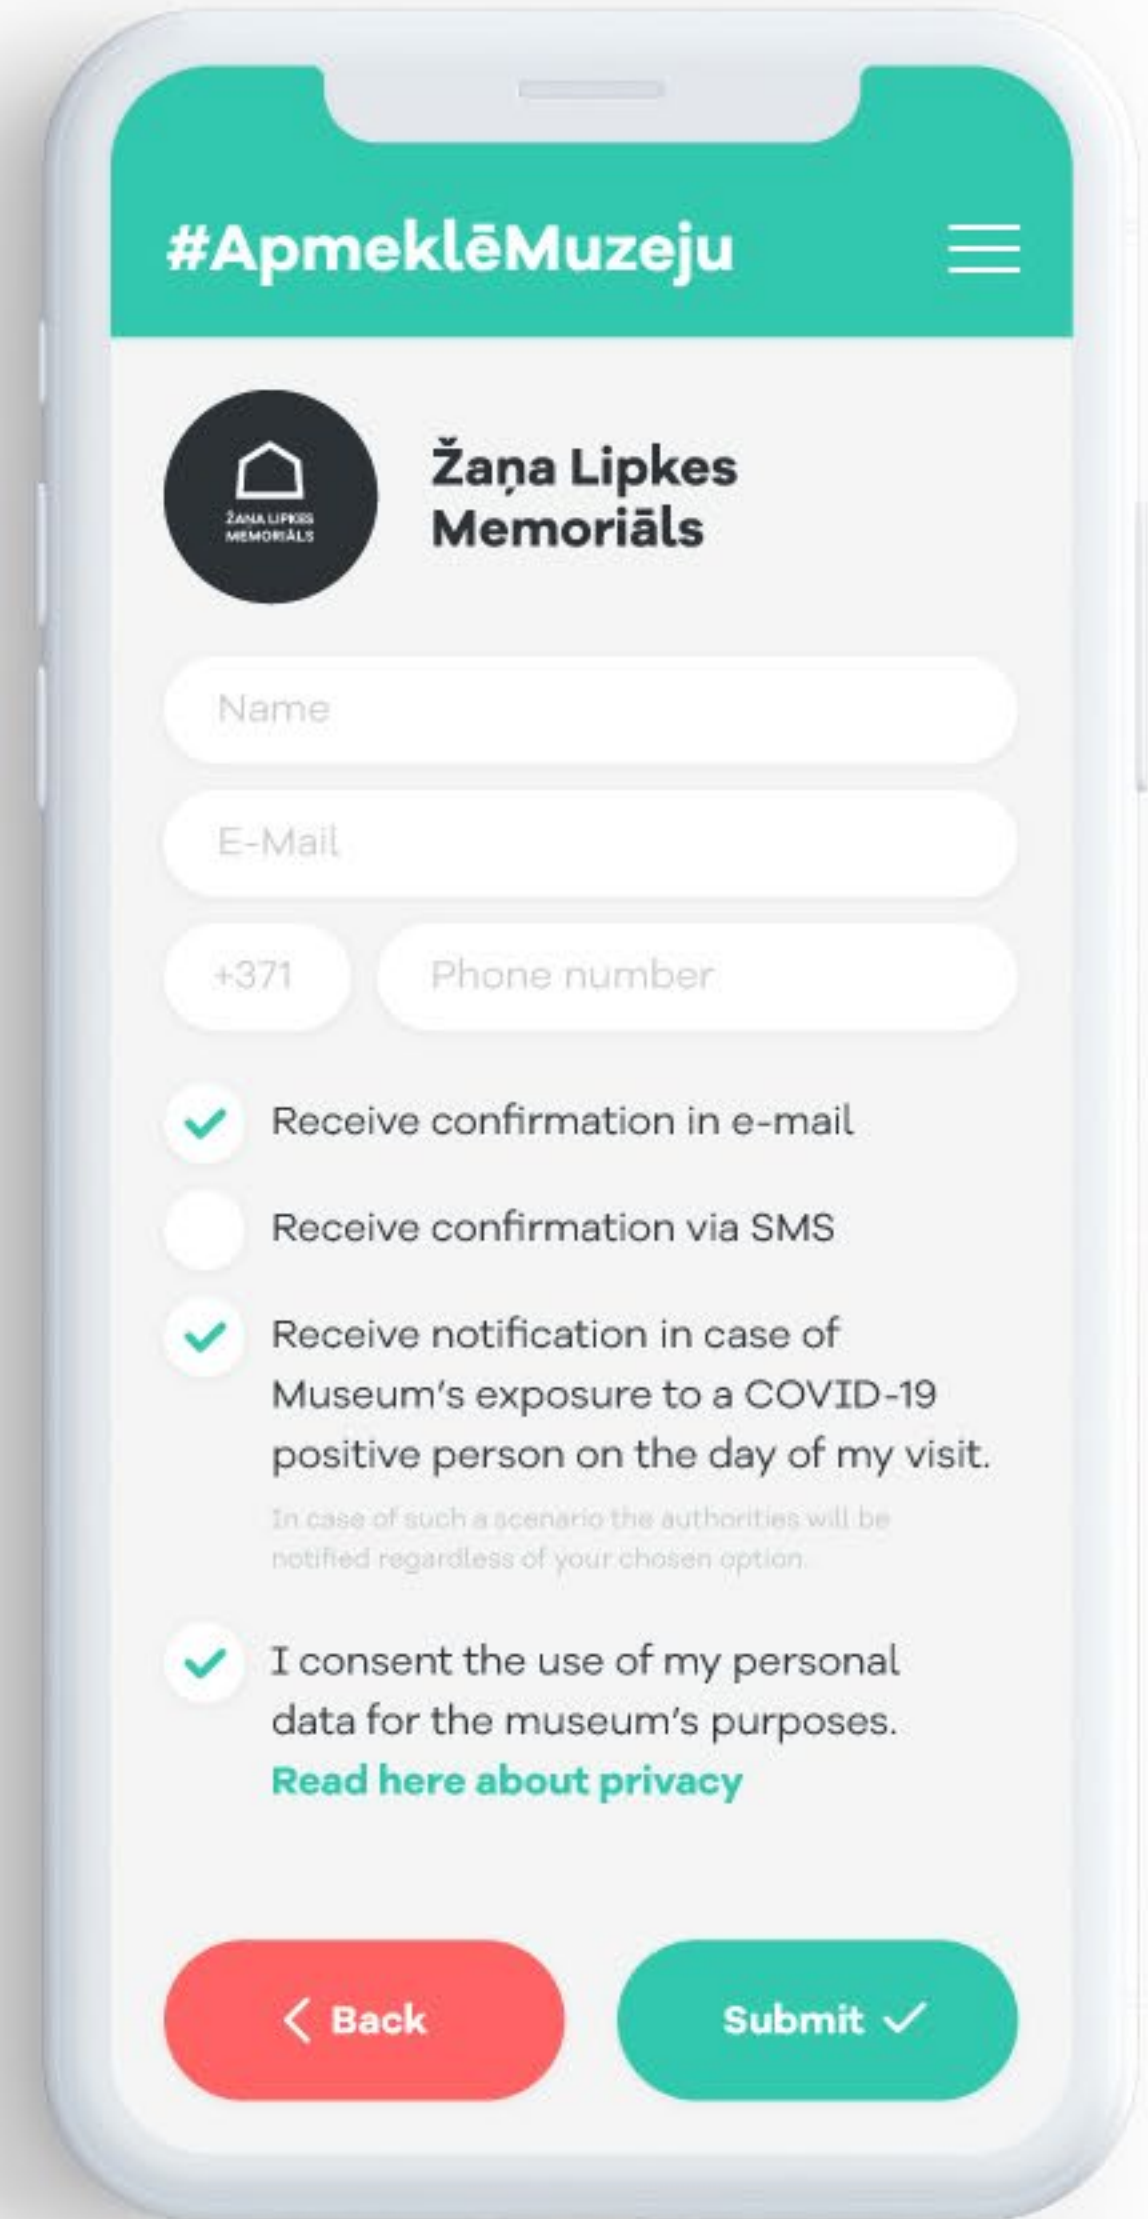 #ApmeklēMuzeju
ŽAŅA LIPKES
MEMORIĀLS
Žaņa Lipkes
Memoriāls
Name
E-Mail
+371
Phone number
Receive confirmation in e-mail
Receive confirmation via SMS
Receive notification in case of
Museum's exposure to a COVID-19
positive person on the day of my visit.
In case of such a scenario the authorities will be
notified regardless of your chosen option.
I consent the use of my personal
data for the museum's purposes.
Read here about privacy
Back
Submit